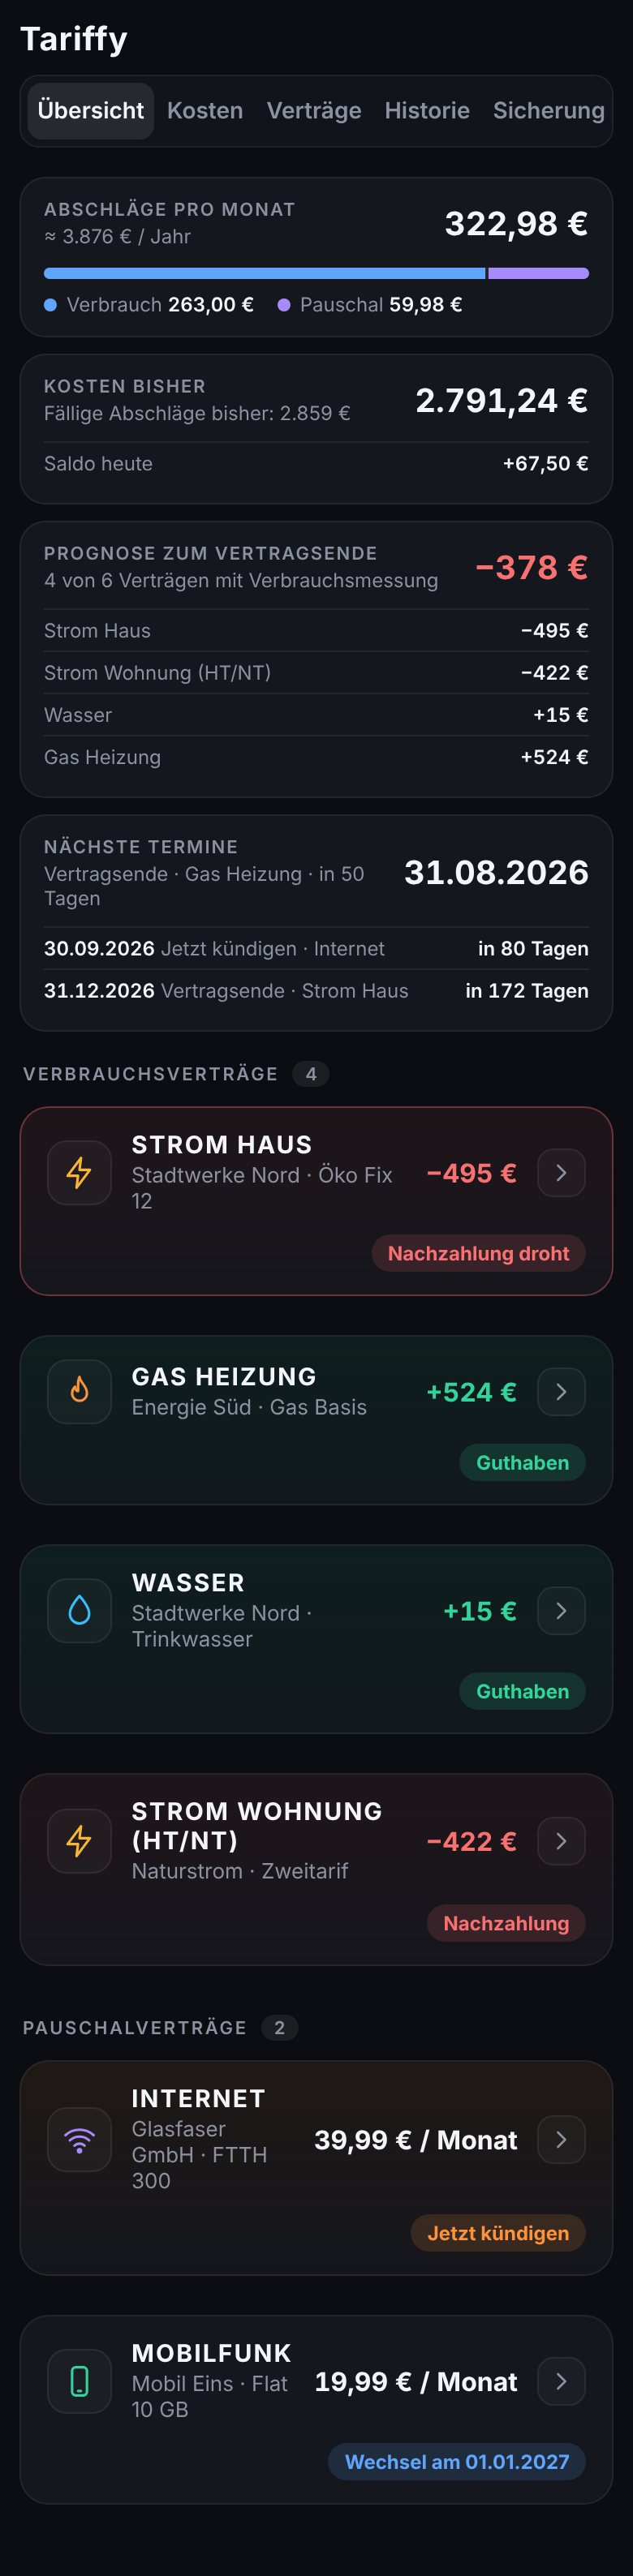 Tariffy
Übersicht Kosten Verträge Historie Sicherung
ABSCHLÄGE PRO MONAT
≈ 3.876 € / Jahr
322,98 €
Verbrauch 263,00 € Pauschal 59,98 €
KOSTEN BISHER
Fällige Abschläge bisher: 2.859 €
2.791,24 €
Saldo heute +67,50 €
PROGNOSE ZUM VERTRAGSENDE
4 von 6 Verträgen mit Verbrauchsmessung
−378 €
Strom Haus −495 €
Strom Wohnung (HT/NT) −422 €
Wasser +15 €
Gas Heizung +524 €
NÄCHSTE TERMINE
Vertragsende · Gas Heizung · in 50
Tagen
31.08.2026
30.09.2026 Jetzt kündigen · Internet in 80 Tagen
31.12.2026 Vertragsende · Strom Haus in 172 Tagen
VERBRAUCHSVERTRÄGE 4
STROM HAUS
Stadtwerke Nord · Öko Fix
12
−495 €
Nachzahlung droht
GAS HEIZUNG
Energie Süd · Gas Basis
+524 €
Guthaben
WASSER
Stadtwerke Nord ·
Trinkwasser
+15 €
Guthaben
STROM WOHNUNG
(HT/NT)
Naturstrom · Zweitarif
−422 €
Nachzahlung
PAUSCHALVERTRÄGE 2
INTERNET
Glasfaser
GmbH · FTTH
300
39,99 € / Monat
Jetzt kündigen
MOBILFUNK
Mobil Eins · Flat
10 GB
19,99 € / Monat
Wechsel am 01.01.2027